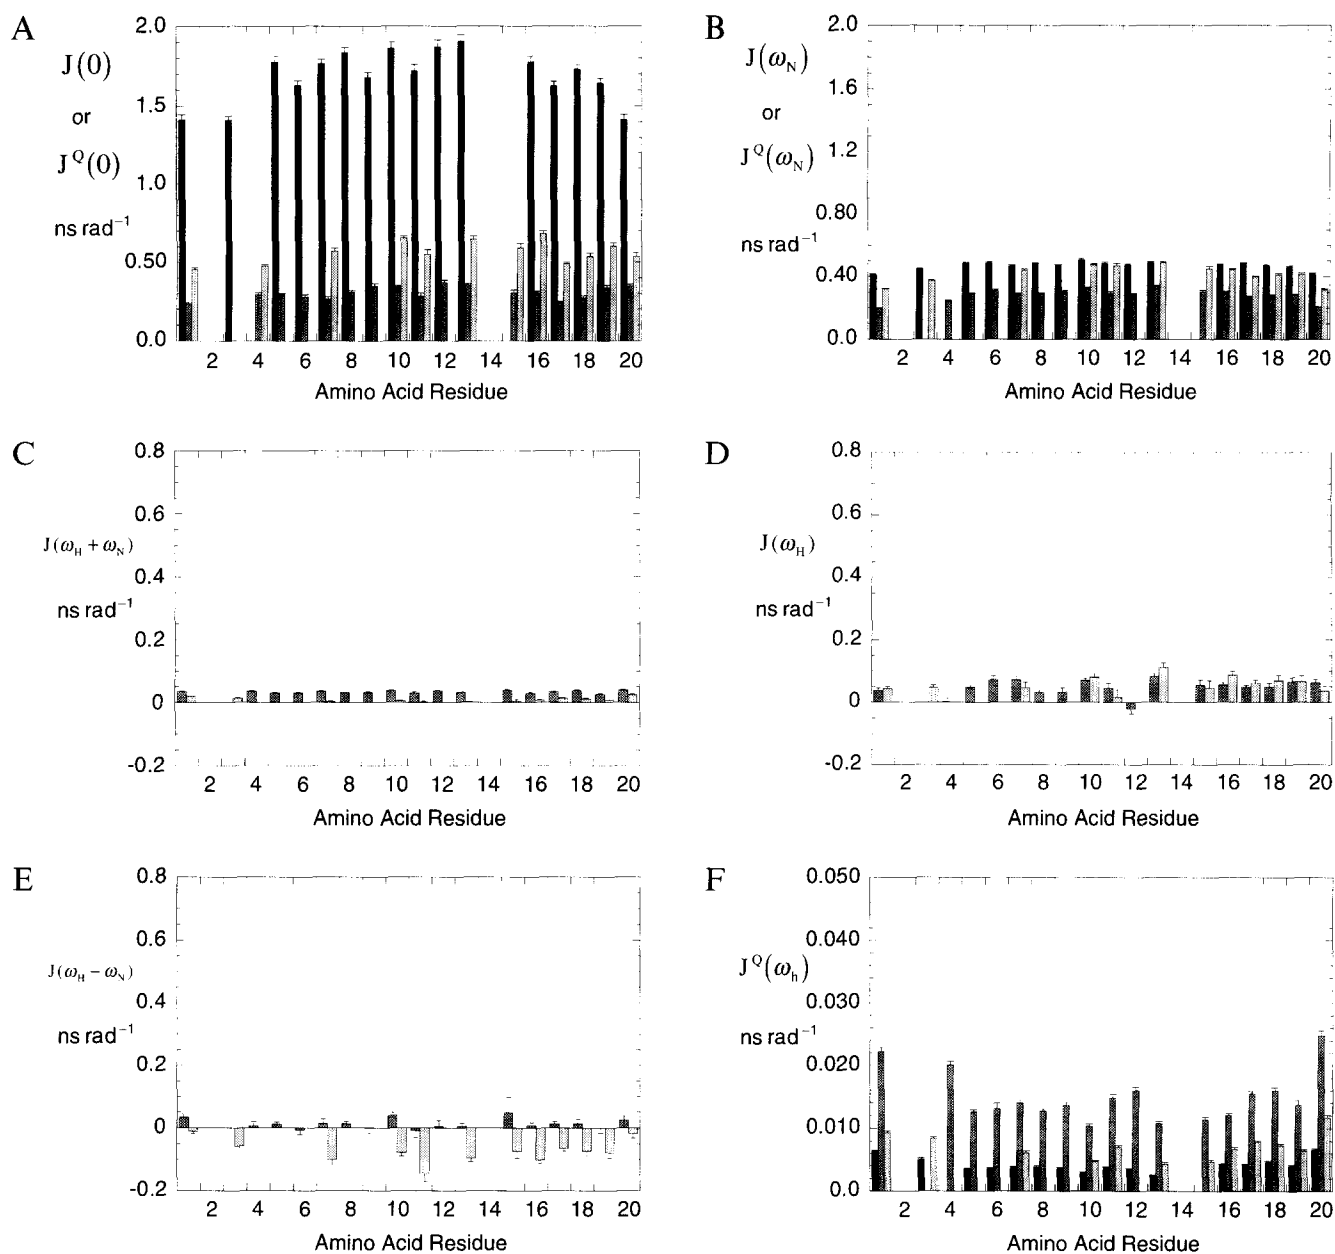 A
J(0)
or
J^Q(0)
ns rad⁻¹
2.0
1.5
1.0
0.50
0.0
2 4 6 8 10 12 14 16 18 20
Amino Acid Residue
B
J(ω_N)
or
J^Q(ω_N)
ns rad⁻¹
2.0
1.6
1.2
0.80
0.40
0.0
2 4 6 8 10 12 14 16 18 20
Amino Acid Residue
C
J(ω_H + ω_N)
ns rad⁻¹
0.8
0.6
0.4
0.2
0
-0.2
2 4 6 8 10 12 14 16 18 20
Amino Acid Residue
D
J(ω_H)
ns rad⁻¹
0.8
0.6
0.4
0.2
0
-0.2
2 4 6 8 10 12 14 16 18 20
Amino Acid Residue
E
J(ω_H − ω_N)
ns rad⁻¹
0.8
0.6
0.4
0.2
0
-0.2
2 4 6 8 10 12 14 16 18 20
Amino Acid Residue
F
J^Q(ω_h)
ns rad⁻¹
0.050
0.040
0.030
0.020
0.010
0.0
2 4 6 8 10 12 14 16 18 20
Amino Acid Residue